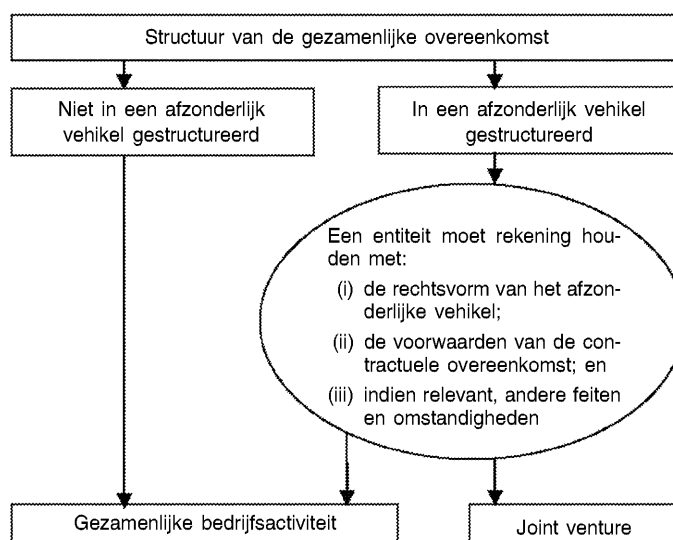 Structuur van de gezamenlijke overeenkomst
Niet in een afzonderlijk
vehikel gestructureerd
In een afzonderlijk vehikel
gestructureerd
Een entiteit moet rekening hou-
den met:
(i) de rechtsvorm van het afzon-
derlijke vehikel;
(ii) de voorwaarden van de con-
tractuele overeenkomst; en
(iii) indien relevant, andere feiten
en omstandigheden
Gezamenlijke bedrijfsactiviteit
Joint venture